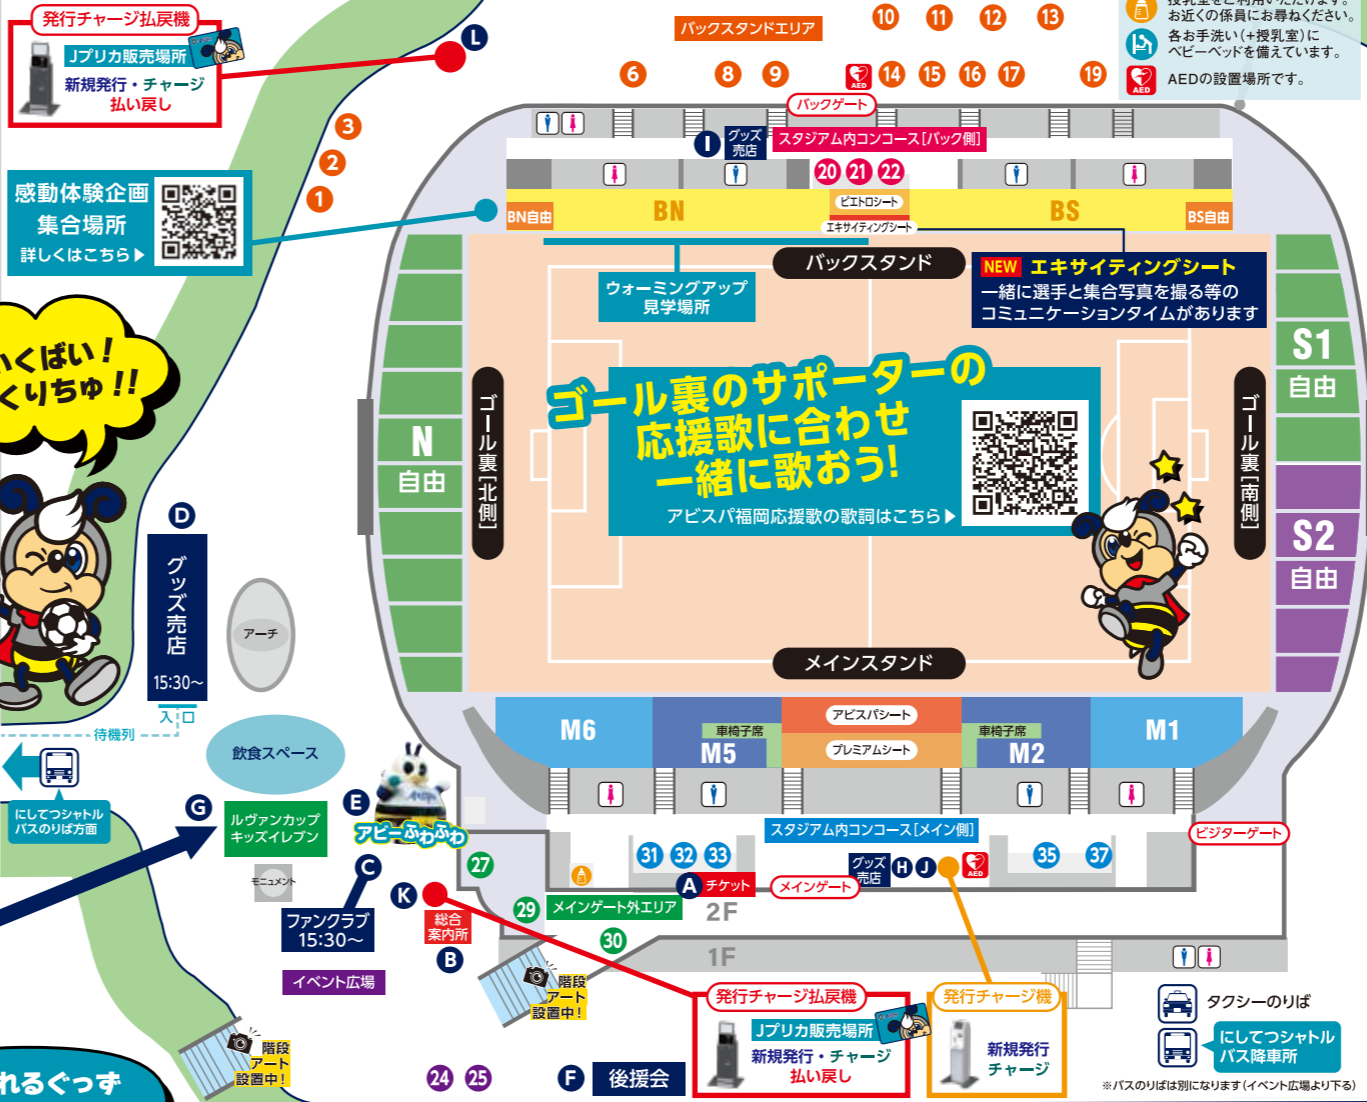 発行チャージ払戻機
Jプリカ販売場所
新規発行・チャージ
払い戻し
L
バックスタンドエリア
10 11 12 13
お近くの係員にお尋ねください。
各お手洗い(+授乳室)に
ベビーベッドを備えています。
AED
AEDの設置場所です。
6 8 9
AED
14 15 16 17 19
バックゲート
3
2
1
I
グッズ
売店
スタジアム内コンコース[バック側]
20 21 22
感動体験企画
集合場所
詳しくはこちら▶
BN自由
BN
ピエトロシート
エキサイティングシート
BS
BS自由
バックスタンド
ウォーミングアップ
見学場所
NEW エキサイティングシート
一緒に選手と集合写真を撮る等の
コミュニケーションタイムがあります
いくばい!
くりちゅ!!
N
自由
ゴール裏[北側]
ゴール裏のサポーターの
応援歌に合わせ
一緒に歌おう!
アビスパ福岡応援歌の歌詞はこちら▶
ゴール裏[南側]
S1
自由
S2
自由
D
グッズ売店
15:30〜
入口
待機列
アーチ
メインスタンド
M6
M5
車椅子席
アビスパシート
プレミアムシート
車椅子席
M2
M1
飲食スペース
にしてつシャトル
バスのりば方面
G
ルヴァンカップ
キッズイレブン
E
アビーふわふわ
モニュメント
C
ファンクラブ
15:30〜
イベント広場
K
総合
案内所
B
27
29
30
メインゲート外エリア
スタジアム内コンコース[メイン側]
31 32 33
A チケット
メインゲート
グッズ
売店
H J
AED
35 37
ビジターゲート
2F
1F
階段
アート
設置中!
階段
アート
設置中!
れるぐっず
24 25
F 後援会
発行チャージ払戻機
Jプリカ販売場所
新規発行・チャージ
払い戻し
発行チャージ機
新規発行
チャージ
タクシーのりば
にしてつシャトル
バス降車所
※バスのりばは別になります(イベント広場より下る)